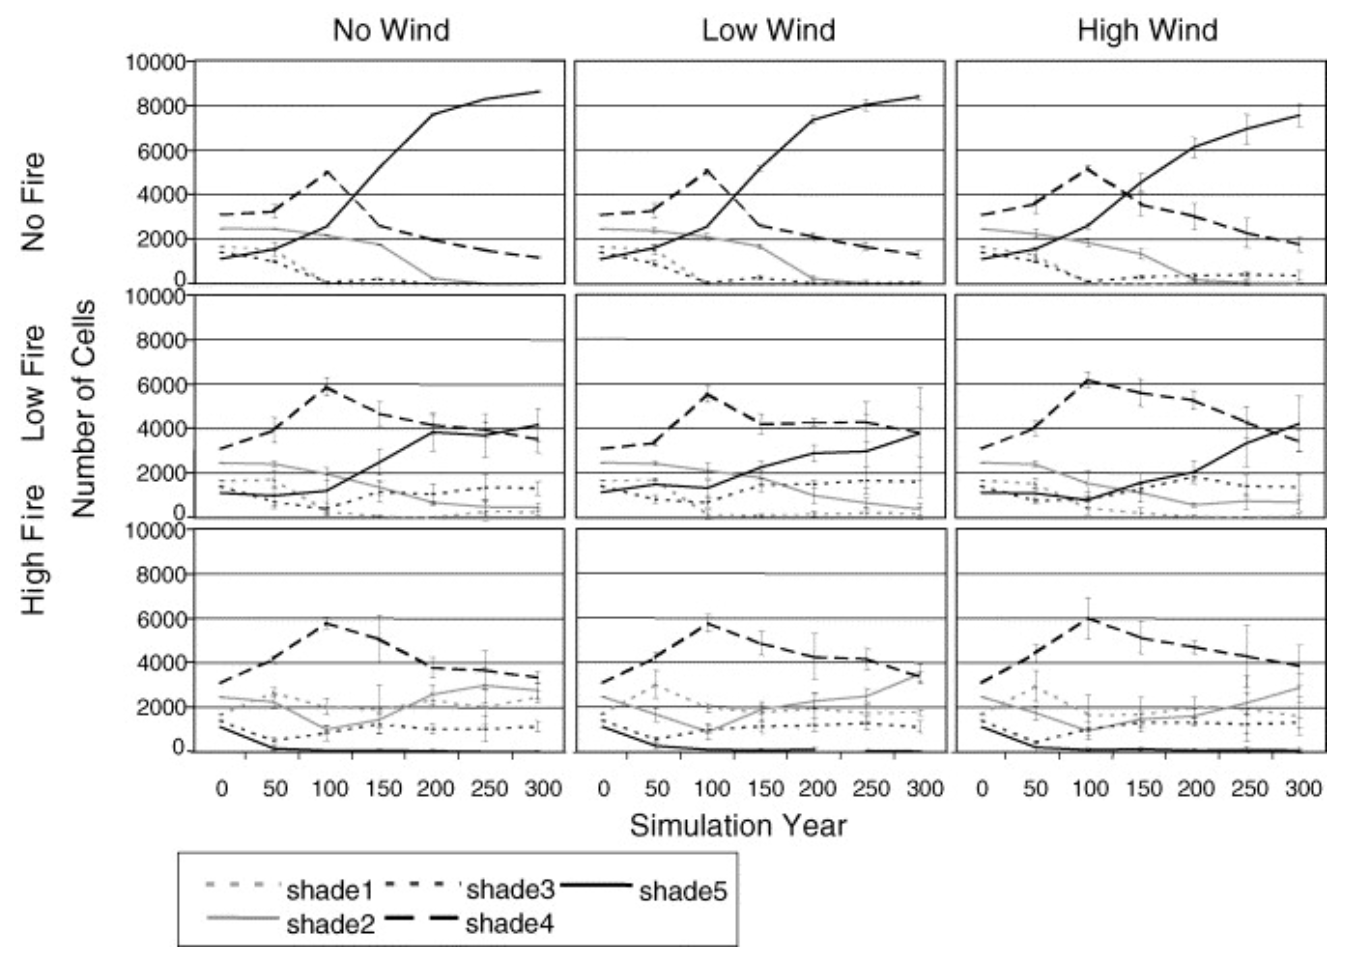 No Wind Low Wind High Wind
No Fire
Low Fire
High Fire
Number of Cells
10000
8000
6000
4000
2000
0
10000
8000
6000
4000
2000
0
10000
8000
6000
4000
2000
0
0 50 100 150 200 250 300 0 50 100 150 200 250 300 0 50 100 150 200 250 300
Simulation Year
shade1 shade3 shade5
shade2 shade4